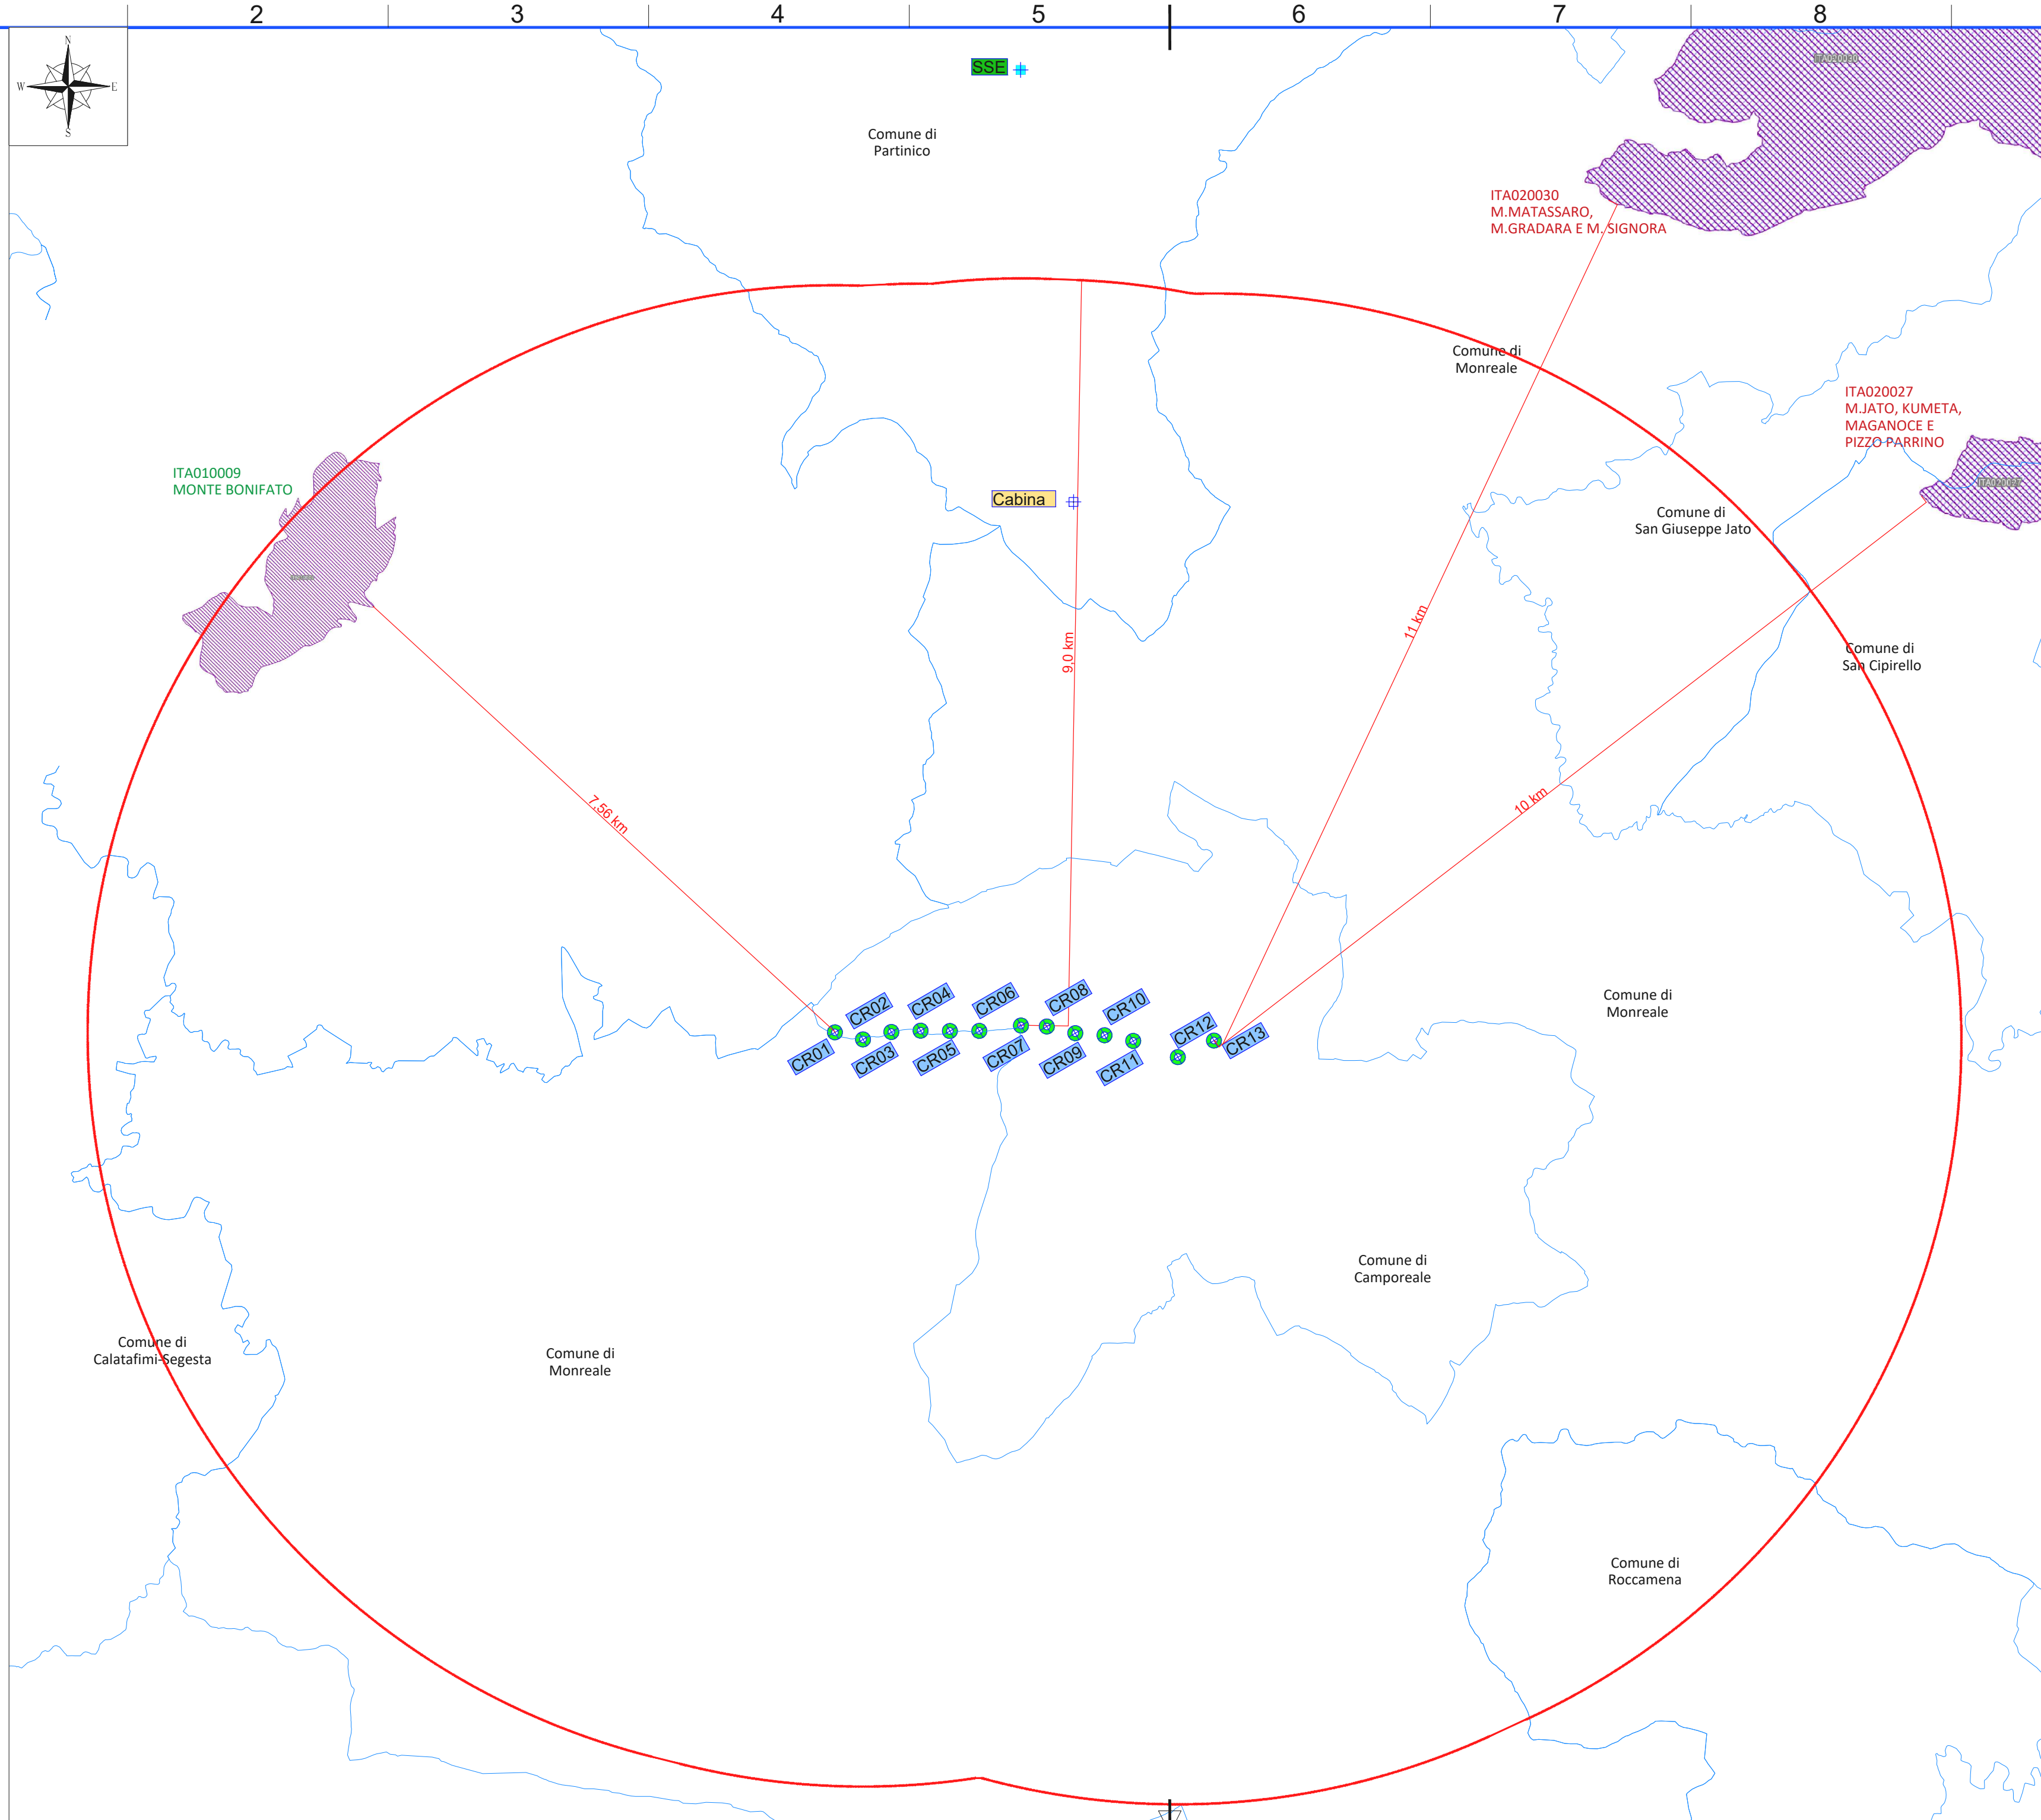 2 3 4 5 6 7 8
N
W E
S
SSE
ITA020030
Comune di
Partinico
ITA020030
M.MATASSARO,
M.GRADARA E M. SIGNORA
Comune di
Monreale
ITA020027
M.JATO, KUMETA,
MAGANOCE E
PIZZO PARRINO
ITA010009
MONTE BONIFATO
ITA020027
Cabina
Comune di
San Giuseppe Jato
11 km
9,0 km
Comune di
San Cipirello
7,56 km
10 km
CR01
CR02
CR03
CR04
CR05
CR06
CR07
CR08
CR09
CR10
CR11
CR12
CR13
Comune di
Monreale
Comune di
Camporeale
Comune di
Calatafimi-Segesta
Comune di
Monreale
Comune di
Roccamena